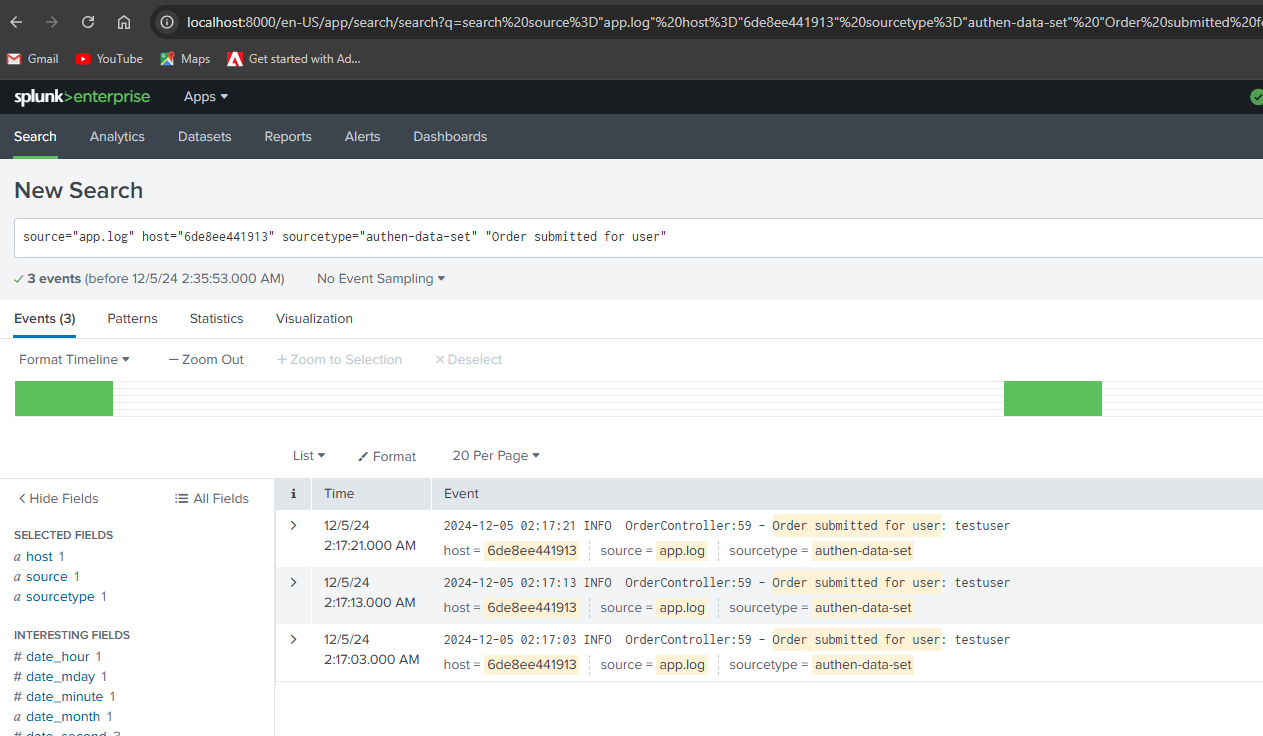 localhost:8000/en-US/app/search/search?q=search%20source%3D"app.log"%20host%3D"6de8ee441913"%20sourcetype%3D"authen-data-set"%20"Order%20submitted%20f
Gmail YouTube Maps Get started with Ad...
splunk>enterprise Apps
Search Analytics Datasets Reports Alerts Dashboards
New Search
source="app.log" host="6de8ee441913" sourcetype="authen-data-set" "Order submitted for user"
3 events (before 12/5/24 2:35:53.000 AM) No Event Sampling
Events (3) Patterns Statistics Visualization
Format Timeline – Zoom Out + Zoom to Selection × Deselect
List Format 20 Per Page
< Hide Fields All Fields
i Time Event
SELECTED FIELDS
a host 1
a source 1
a sourcetype 1
INTERESTING FIELDS
# date_hour 1
# date_mday 1
# date_minute 1
a date_month 1
# date_second 3
> 12/5/24 2024-12-05 02:17:21 INFO OrderController:59 - Order submitted for user: testuser
2:17:21.000 AM host = 6de8ee441913 source = app.log sourcetype = authen-data-set
> 12/5/24 2024-12-05 02:17:13 INFO OrderController:59 - Order submitted for user: testuser
2:17:13.000 AM host = 6de8ee441913 source = app.log sourcetype = authen-data-set
> 12/5/24 2024-12-05 02:17:03 INFO OrderController:59 - Order submitted for user: testuser
2:17:03.000 AM host = 6de8ee441913 source = app.log sourcetype = authen-data-set